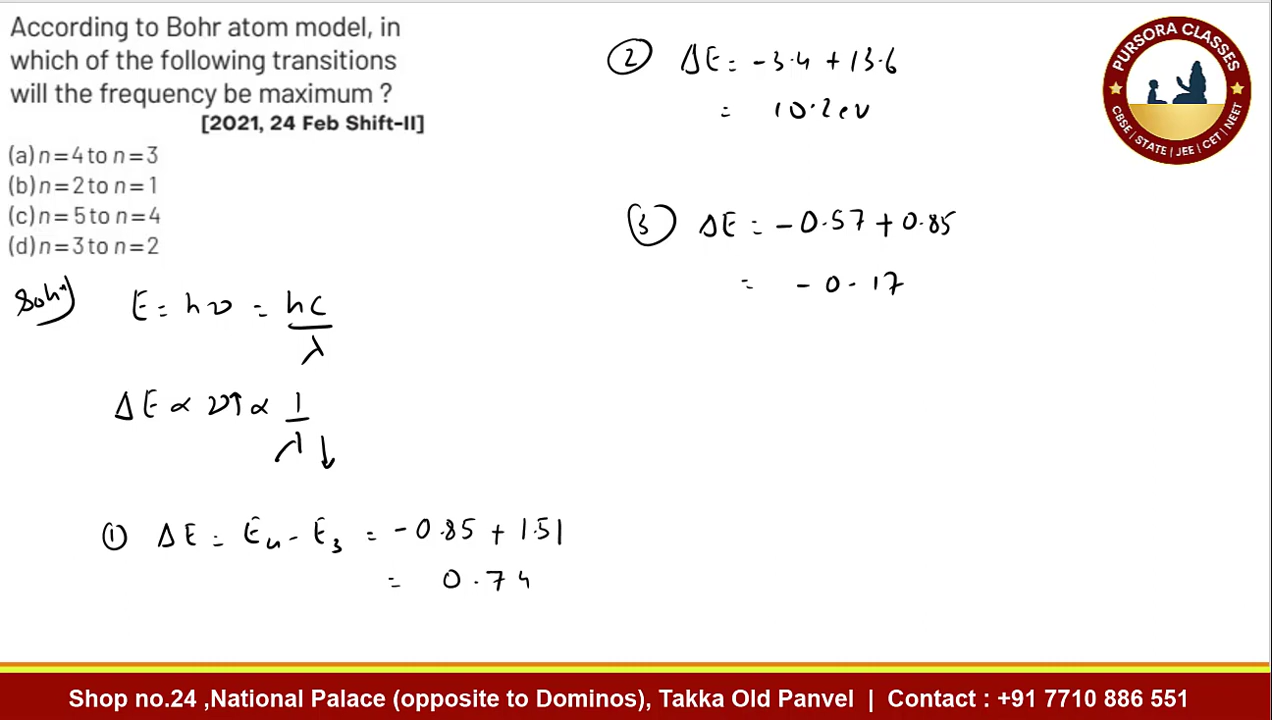 According to Bohr atom model, in
which of the following transitions
will the frequency be maximum ?
[2021, 24 Feb Shift-II]
(a) n = 4 to n = 3
(b) n = 2 to n = 1
(c) n = 5 to n = 4
(d) n = 3 to n = 2
Soln)
E = hν = hc/λ
ΔE ∝ ν↑ ∝ 1/λ↓
① ΔE = E₄ - E₃ = -0.85 + 1.51
= 0.74
② ΔE = -3.4 + 13.6
= 10.2 ev
③ ΔE = -0.57 + 0.85
= -0.17
PURSORA CLASSES
CBSE | STATE | JEE | CET | NEET
Shop no.24 ,National Palace (opposite to Dominos), Takka Old Panvel | Contact : +91 7710 886 551